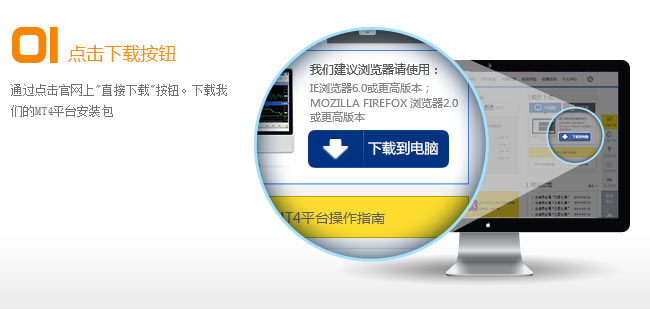 01 点击下载按钮
通过点击官网上"直接下载"按钮。下载我
们的MT4平台安装包
我们建议浏览器请使用：
IE浏览器6.0或更高版本；
MOZILLA FIREFOX 浏览器2.0
或更高版本
下载到电脑
MT4平台操作指南